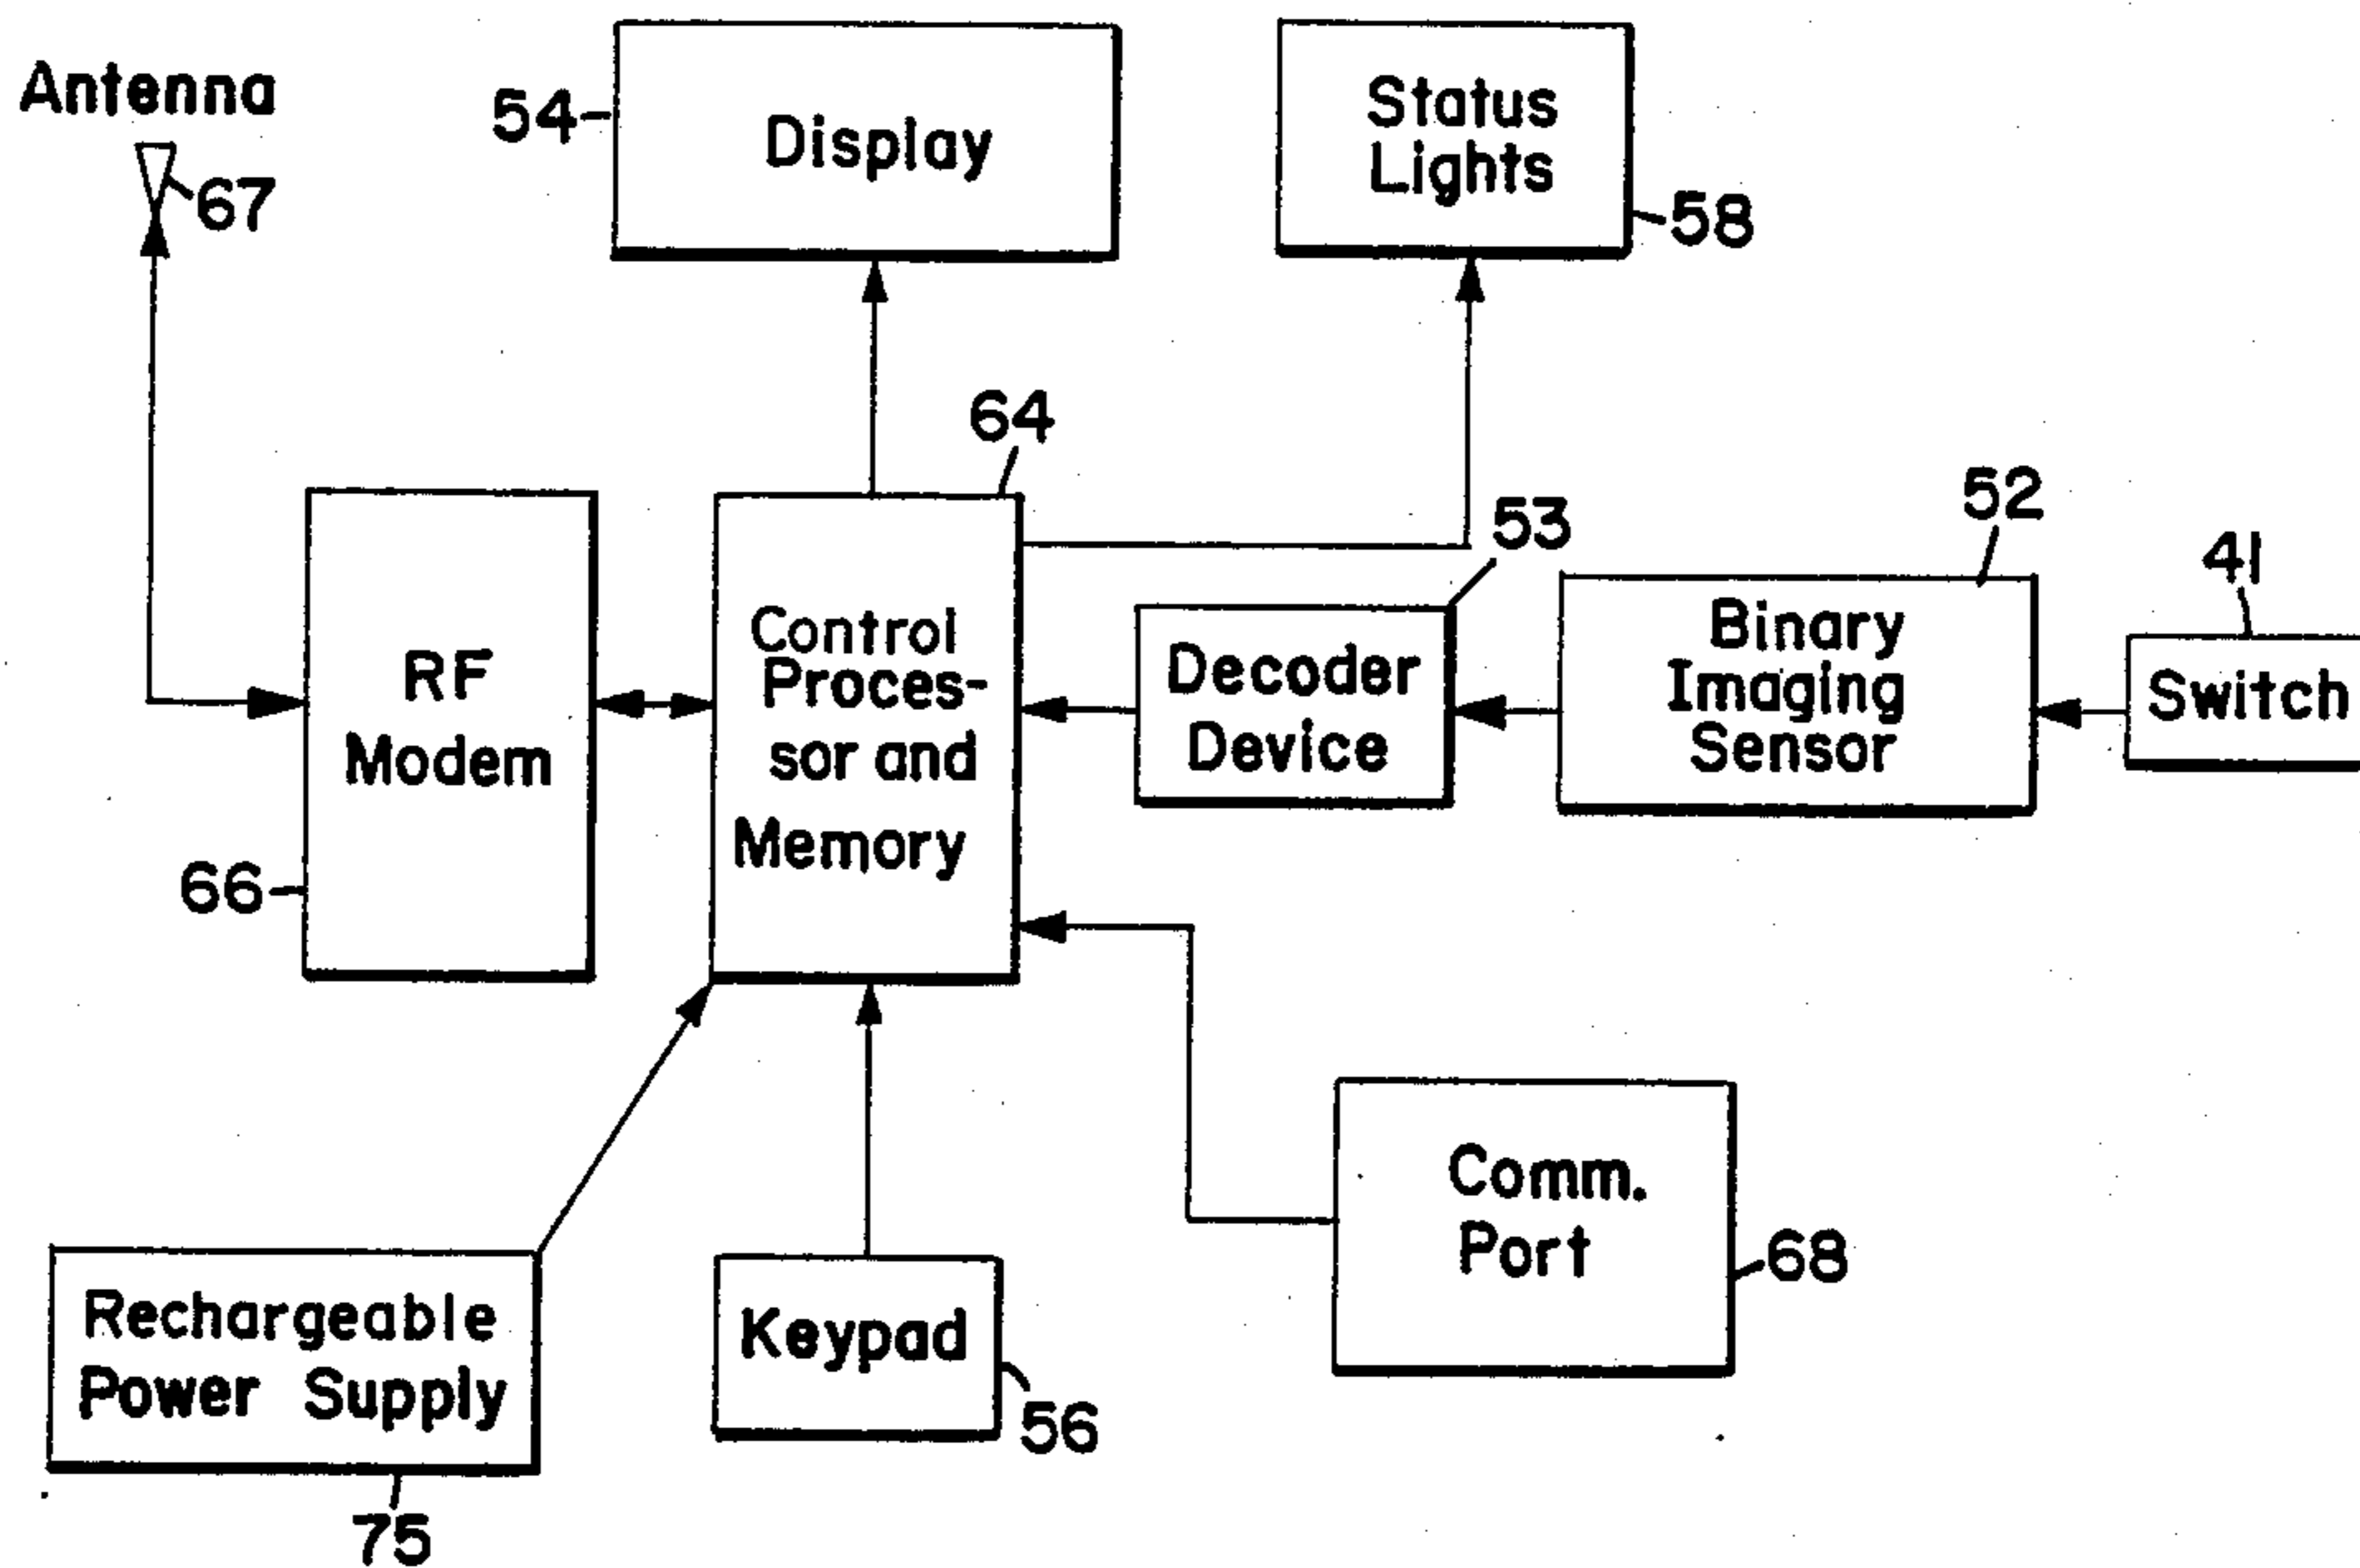 Antenna
67
54
Display
Status
Lights
58
64
53
52
41
RF
Modem
66
Control
Proces-
sor and
Memory
Decoder
Device
Binary
Imaging
Sensor
Switch
Comm.
Port
68
Rechargeable
Power Supply
75
Keypad
56